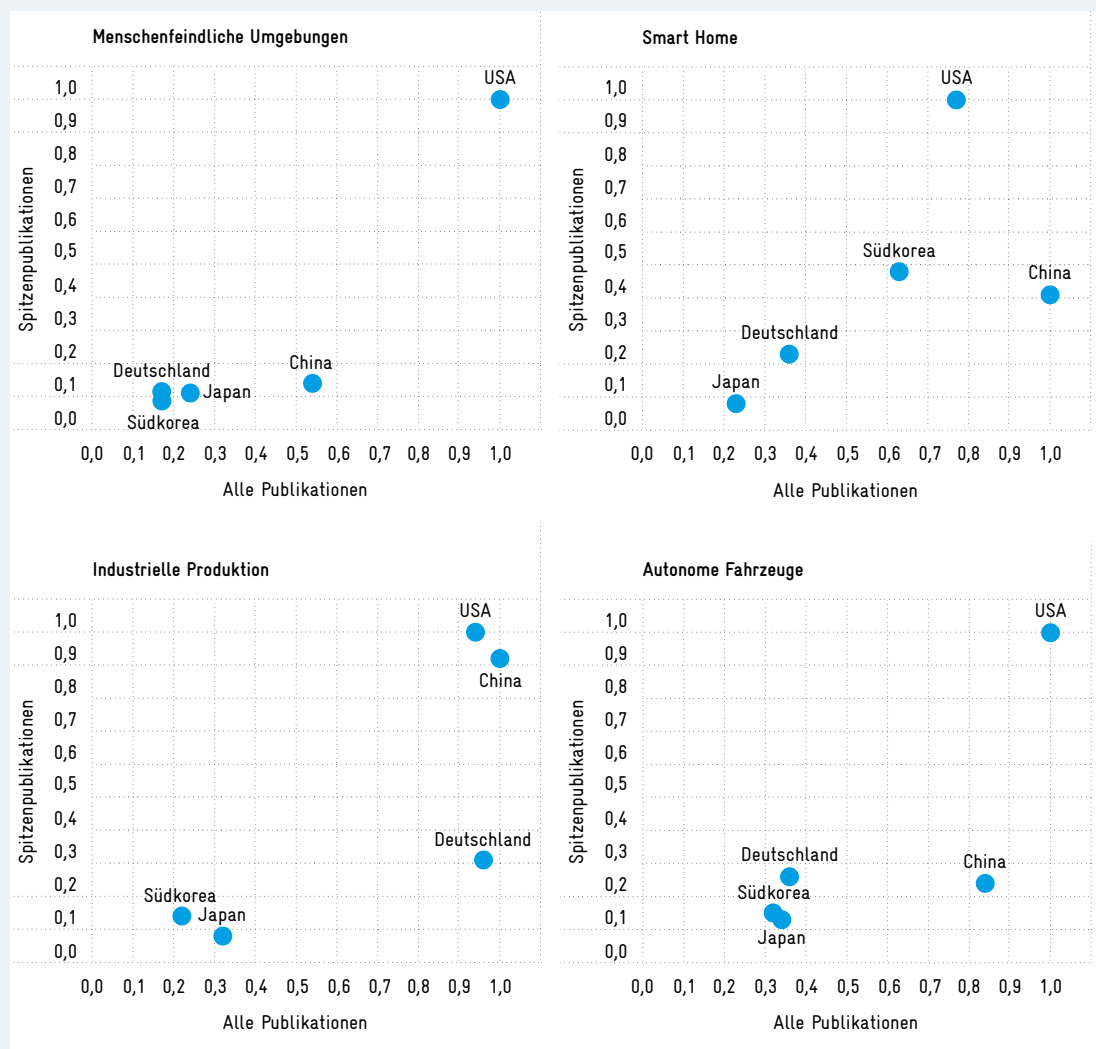 Menschenfeindliche Umgebungen
Spitzenpublikationen
1,0
0,9
0,8
0,7
0,6
0,5
0,4
0,3
0,2
0,1
0,0
USA
China
Deutschland
Japan
Südkorea
0,0 0,1 0,2 0,3 0,4 0,5 0,6 0,7 0,8 0,9 1,0
Alle Publikationen
Smart Home
Spitzenpublikationen
1,0
0,9
0,8
0,7
0,6
0,5
0,4
0,3
0,2
0,1
0,0
USA
Südkorea
China
Deutschland
Japan
0,0 0,1 0,2 0,3 0,4 0,5 0,6 0,7 0,8 0,9 1,0
Alle Publikationen
Industrielle Produktion
Spitzenpublikationen
1,0
0,9
0,8
0,7
0,6
0,5
0,4
0,3
0,2
0,1
0,0
USA
China
Deutschland
Südkorea
Japan
0,0 0,1 0,2 0,3 0,4 0,5 0,6 0,7 0,8 0,9 1,0
Alle Publikationen
Autonome Fahrzeuge
Spitzenpublikationen
1,0
0,9
0,8
0,7
0,6
0,5
0,4
0,3
0,2
0,1
0,0
USA
Deutschland
China
Südkorea
Japan
0,0 0,1 0,2 0,3 0,4 0,5 0,6 0,7 0,8 0,9 1,0
Alle Publikationen